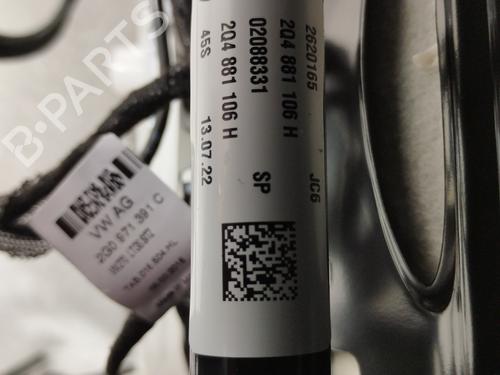 2620165
JC6
2Q4 881 106 H
02088331
SP
2Q4 881 106 H
45S
13.07.22
VW AG
2G0 971 391 C
B-PARTS